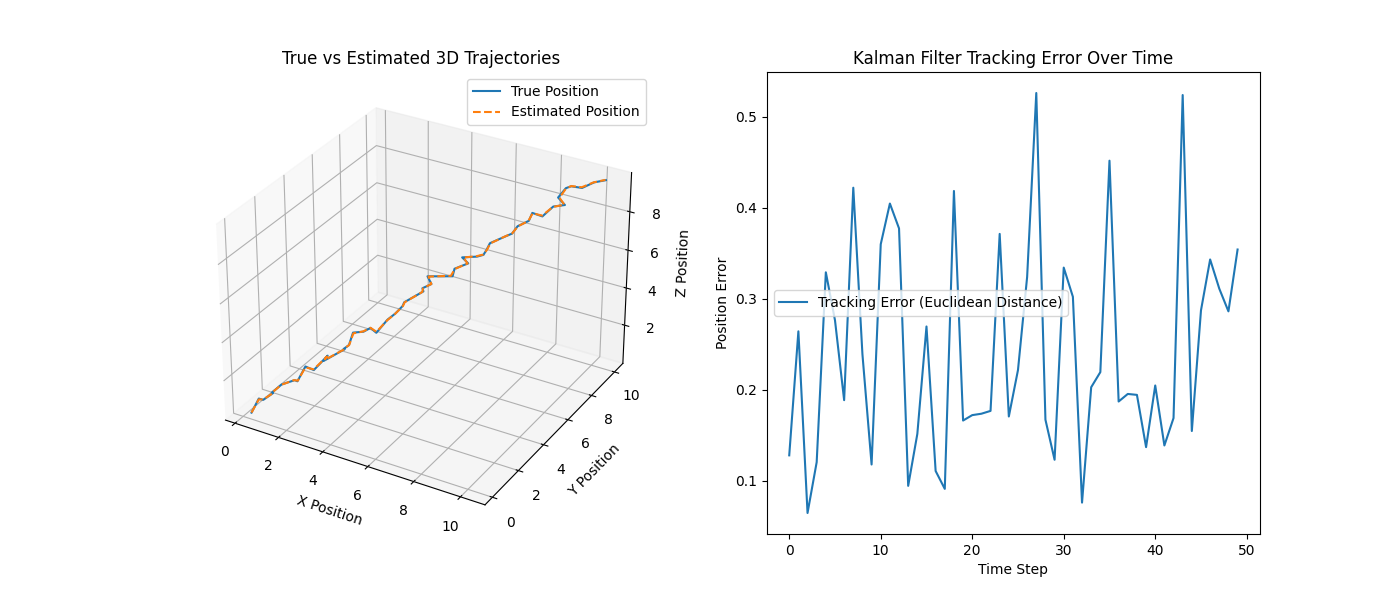 True vs Estimated 3D Trajectories
True Position
Estimated Position
8
6
4
2
Z Position
0
2
4
6
8
10
X Position
0
2
4
6
8
10
Y Position
Kalman Filter Tracking Error Over Time
0.5
0.4
0.3
0.2
0.1
Position Error
Tracking Error (Euclidean Distance)
0
10
20
30
40
50
Time Step